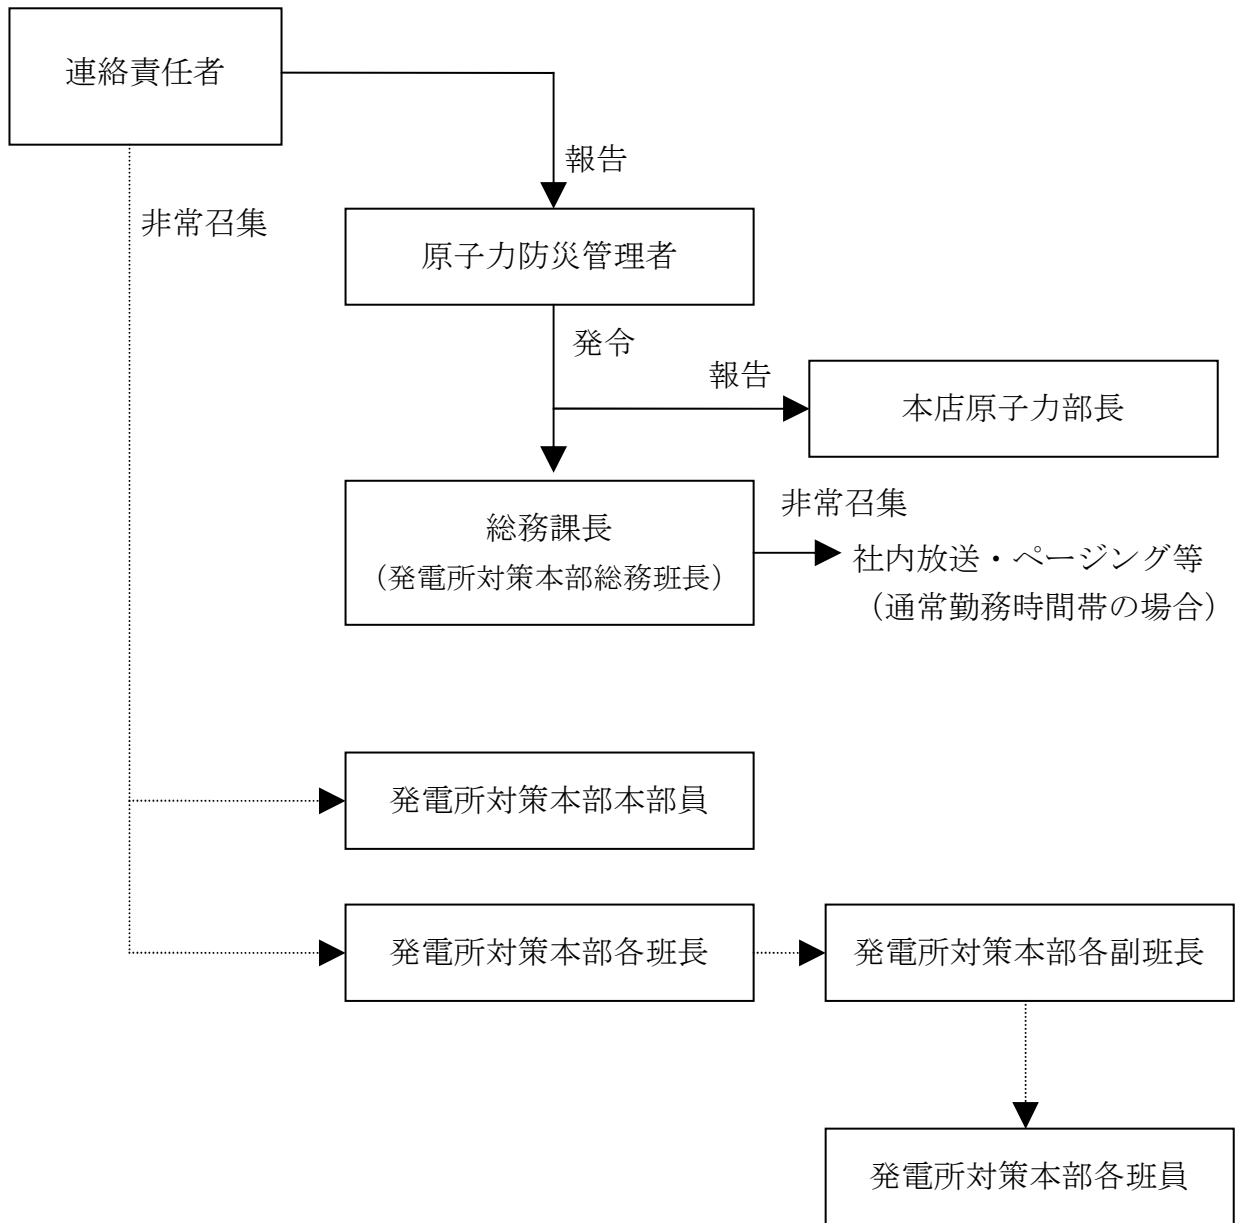 連絡責任者
報告
非常召集
原子力防災管理者
発令
報告
本店原子力部長
総務課長
（発電所対策本部総務班長）
非常召集
社内放送・ページング等
（通常勤務時間帯の場合）
発電所対策本部本部員
発電所対策本部各班長
発電所対策本部各副班長
発電所対策本部各班員